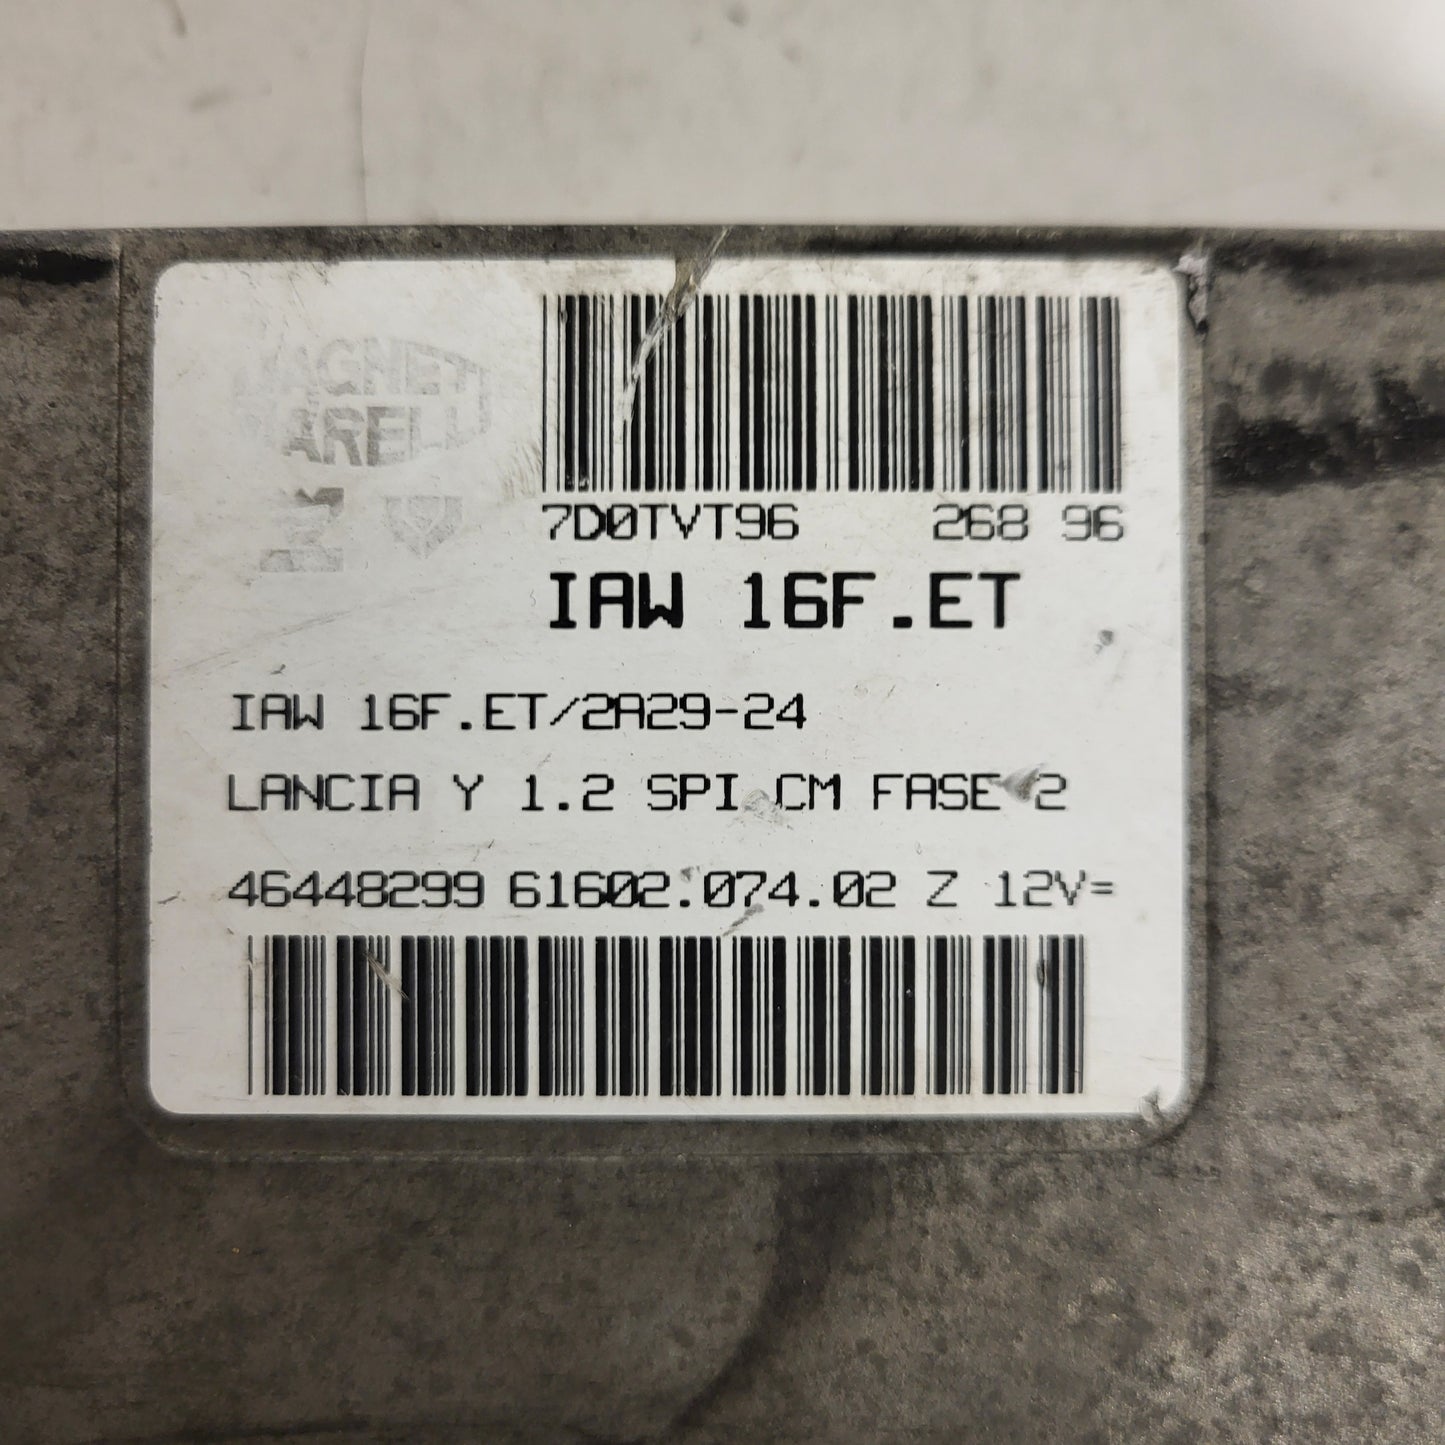 MAGNETI
MARELLI
7D0TVT96 268 96
IAW 16F.ET
IAW 16F.ET/2A29-24
LANCIA Y 1.2 SPI CM FASE 2
46448299 61602.074.02 Z 12V=